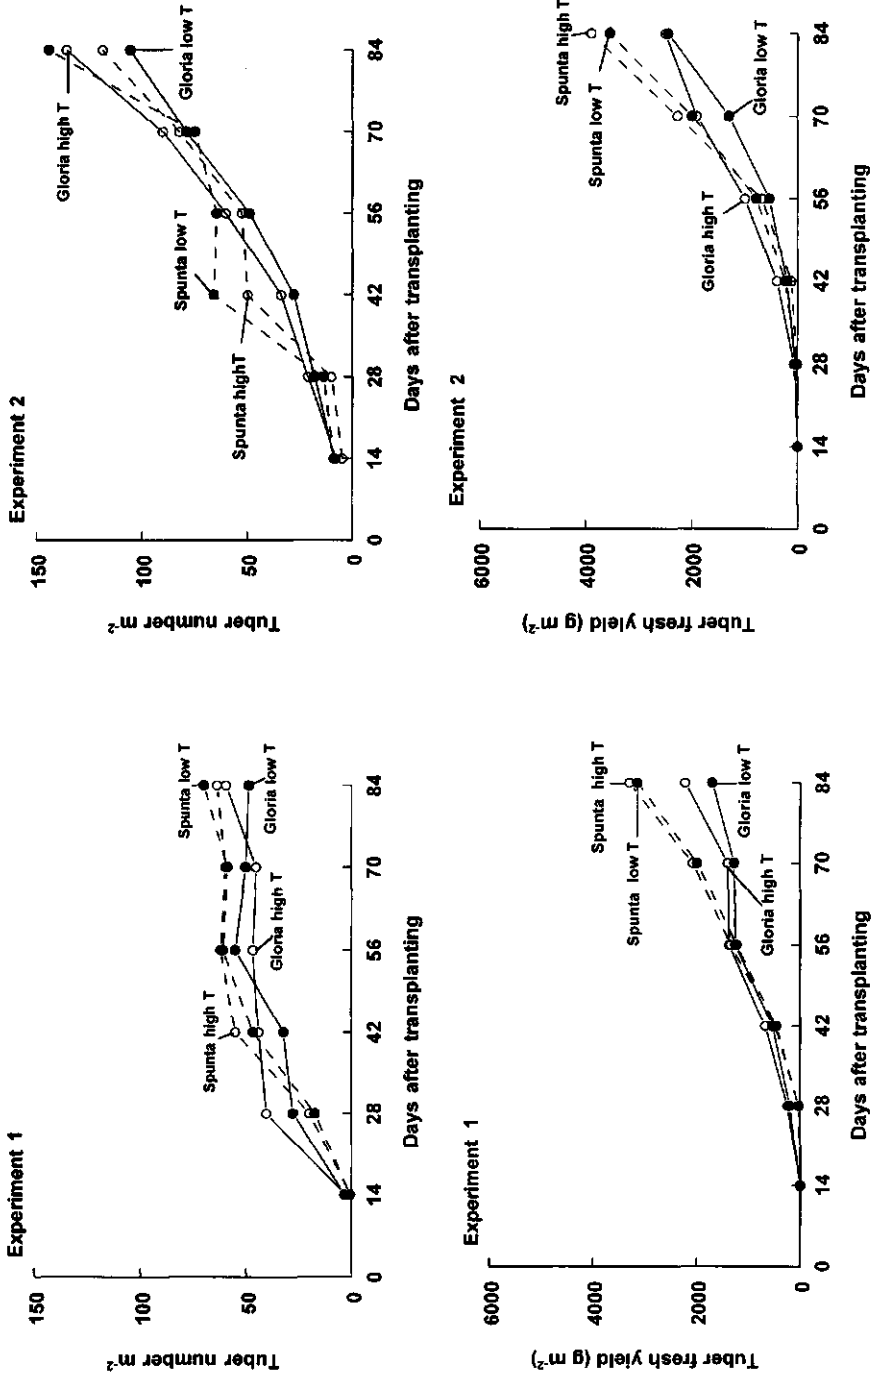 Experiment 1
150
100
50
0
Tuber number m⁻²
Spunta high T
Spunta low T
Gloria high T
Gloria low T
0 14 28 42 56 70 84
Days after transplanting
Experiment 2
150
100
50
0
Tuber number m⁻²
Spunta high T
Spunta low T
Gloria high T
Gloria low T
0 14 28 42 56 70 84
Days after transplanting
Experiment 1
6000
4000
2000
0
Tuber fresh yield (g m⁻²)
Spunta high T
Spunta low T
Gloria high T
Gloria low T
0 14 28 42 56 70 84
Days after transplanting
Experiment 2
6000
4000
2000
0
Tuber fresh yield (g m⁻²)
Spunta high T
Spunta low T
Gloria high T
Gloria low T
0 14 28 42 56 70 84
Days after transplanting